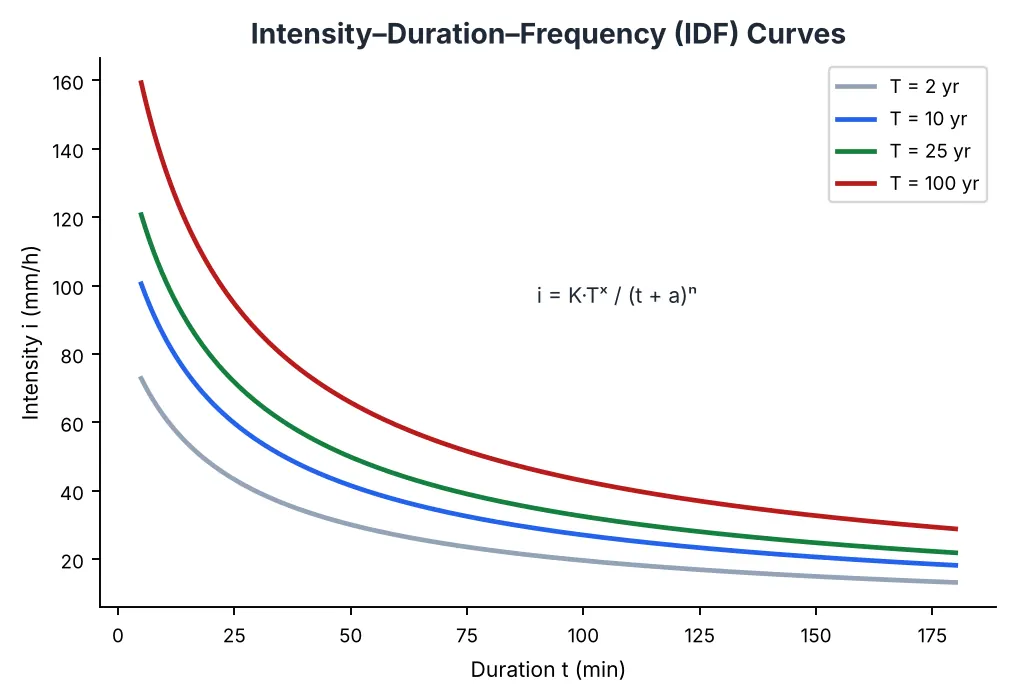 Intensity–Duration–Frequency (IDF) Curves
T = 2 yr
T = 10 yr
T = 25 yr
T = 100 yr
i = K·Tˣ / (t + a)ⁿ
Intensity i (mm/h)
160
140
120
100
80
60
40
20
0
25
50
75
100
125
150
175
Duration t (min)